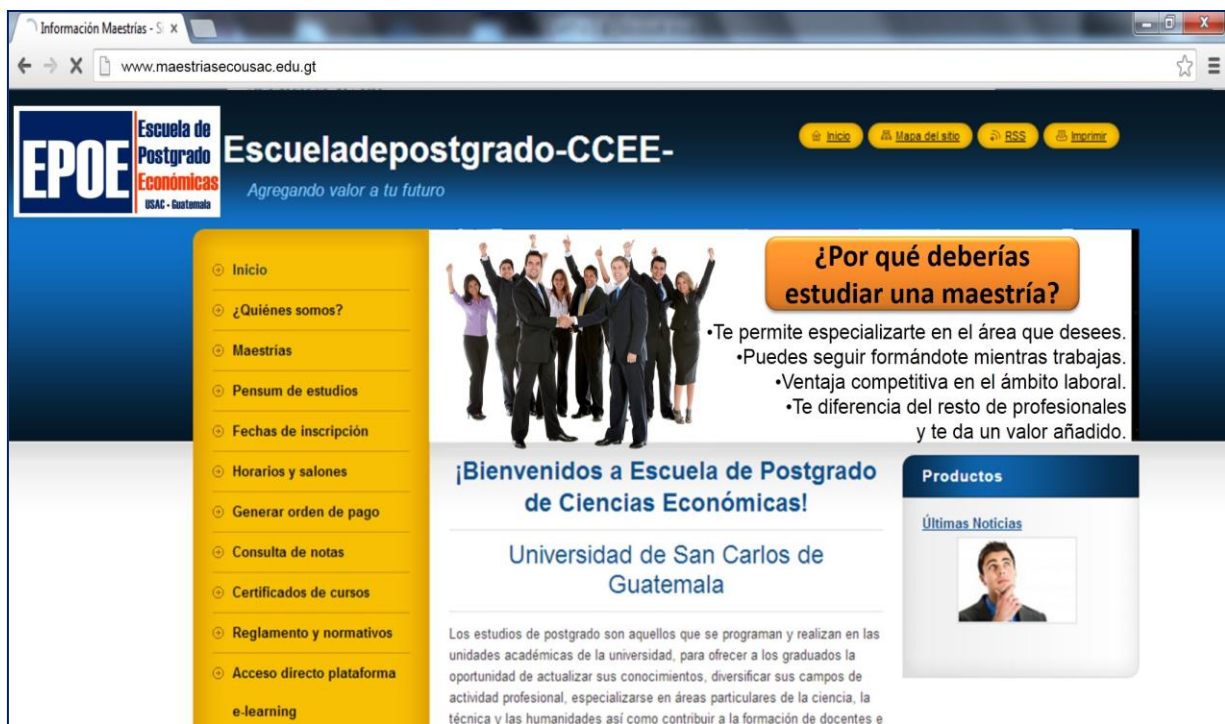 Información Maestrías - S
www.maestriasecousac.edu.gt
EPOE
Escuela de
Postgrado
Económicas
USAC - Guatemala
Escueladepostgrado-CCEE-
Agregando valor a tu futuro
Inicio
Mapa del sitio
RSS
Imprimir
Inicio
¿Quiénes somos?
Maestrías
Pensum de estudios
Fechas de inscripción
Horarios y salones
Generar orden de pago
Consulta de notas
Certificados de cursos
Reglamento y normativos
Acceso directo plataforma
e-learning
¿Por qué deberías
estudiar una maestría?
•Te permite especializarte en el área que desees.
•Puedes seguir formándote mientras trabajas.
•Ventaja competitiva en el ámbito laboral.
•Te diferencia del resto de profesionales
y te da un valor añadido.
¡Bienvenidos a Escuela de Postgrado
de Ciencias Económicas!
Universidad de San Carlos de
Guatemala
Los estudios de postgrado son aquellos que se programan y realizan en las
unidades académicas de la universidad, para ofrecer a los graduados la
oportunidad de actualizar sus conocimientos, diversificar sus campos de
actividad profesional, especializarse en áreas particulares de la ciencia, la
técnica y las humanidades así como contribuir a la formación de docentes e
Productos
Últimas Noticias